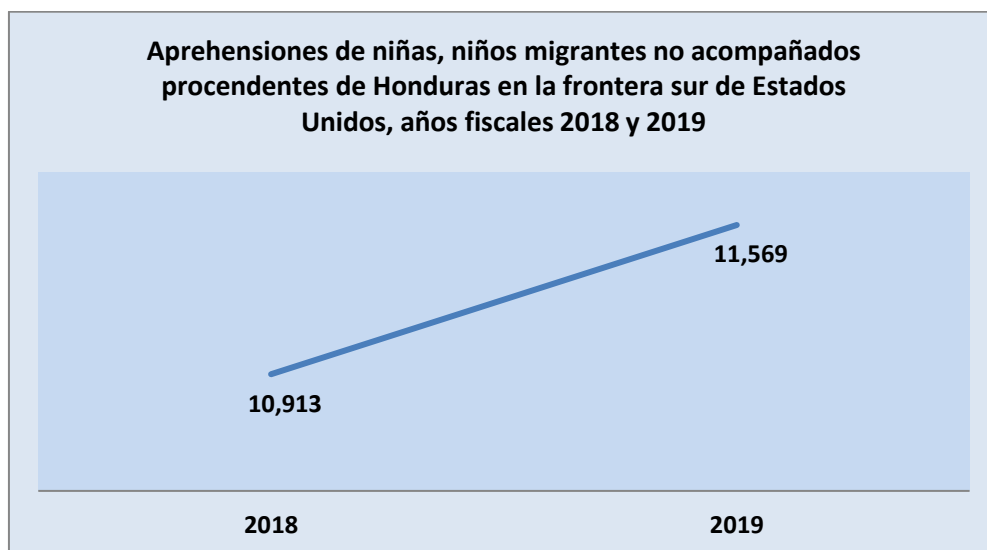 Aprehensiones de niñas, niños migrantes no acompañados
procendentes de Honduras en la frontera sur de Estados
Unidos, años fiscales 2018 y 2019
11,569
10,913
2018 2019